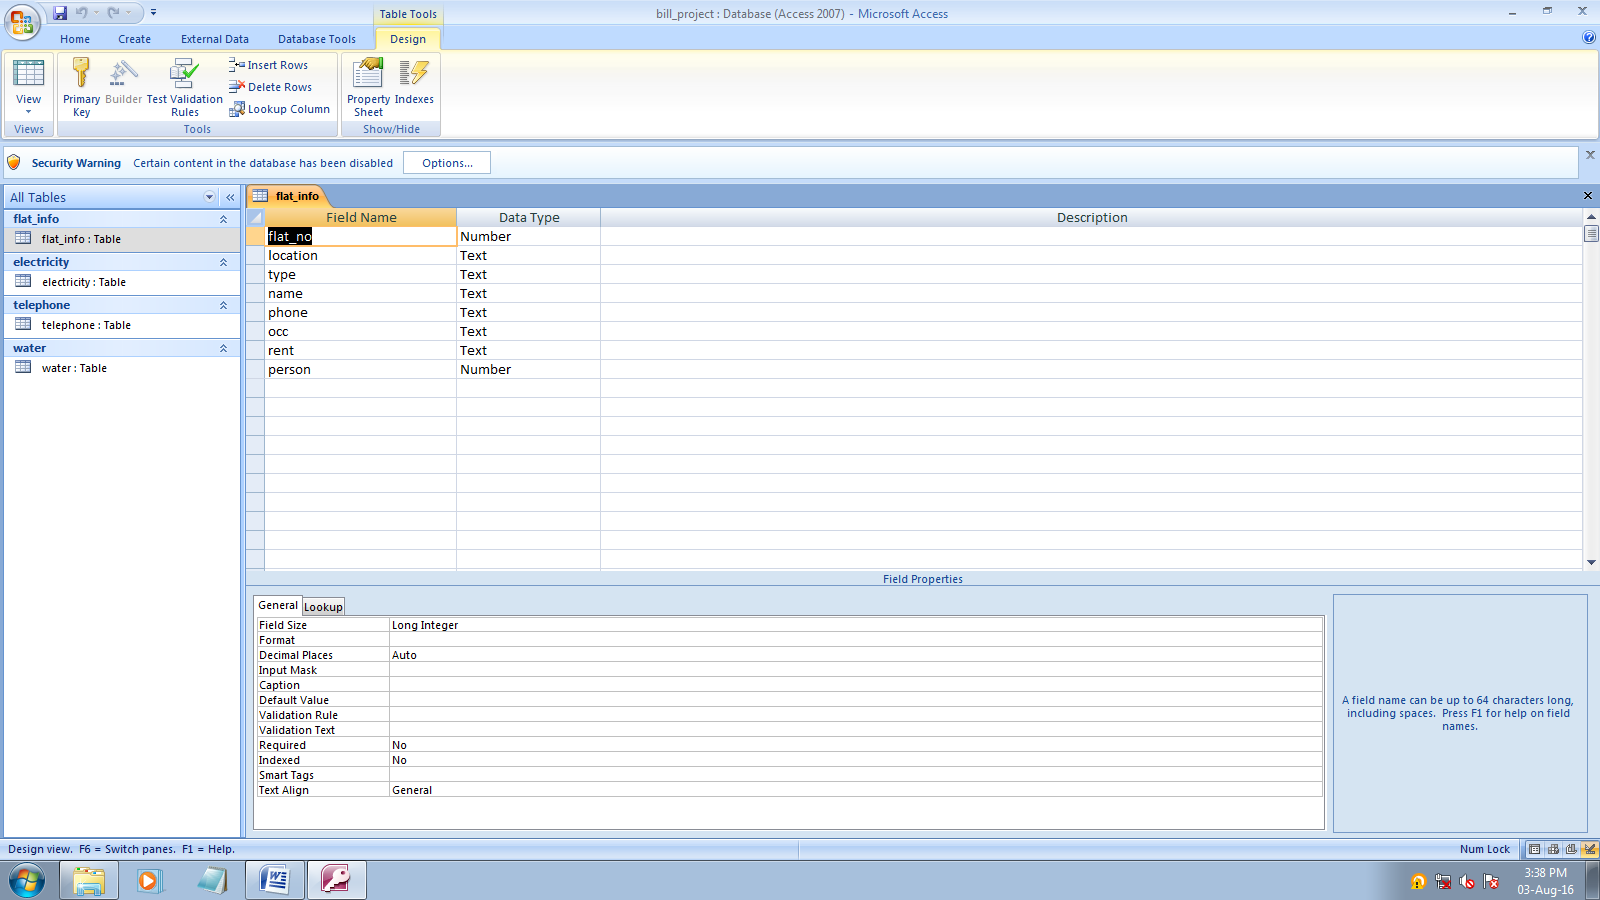 Table Tools
bill_project : Database (Access 2007) - Microsoft Access
Home Create External Data Database Tools Design
View
Primary Key
Builder
Test Validation Rules
Insert Rows
Delete Rows
Lookup Column
Property Sheet
Indexes
Views Tools Show/Hide
Security Warning Certain content in the database has been disabled Options...
All Tables
flat_info
flat_info : Table
electricity
electricity : Table
telephone
telephone : Table
water
water : Table
flat_info
Field Name Data Type Description
flat_no Number
location Text
type Text
name Text
phone Text
occ Text
rent Text
person Number
Field Properties
General Lookup
Field Size Long Integer
Format
Decimal Places Auto
Input Mask
Caption
Default Value
Validation Rule
Validation Text
Required No
Indexed No
Smart Tags
Text Align General
A field name can be up to 64 characters long,
including spaces. Press F1 for help on field
names.
Design view. F6 = Switch panes. F1 = Help.
Num Lock
3:38 PM
03-Aug-16